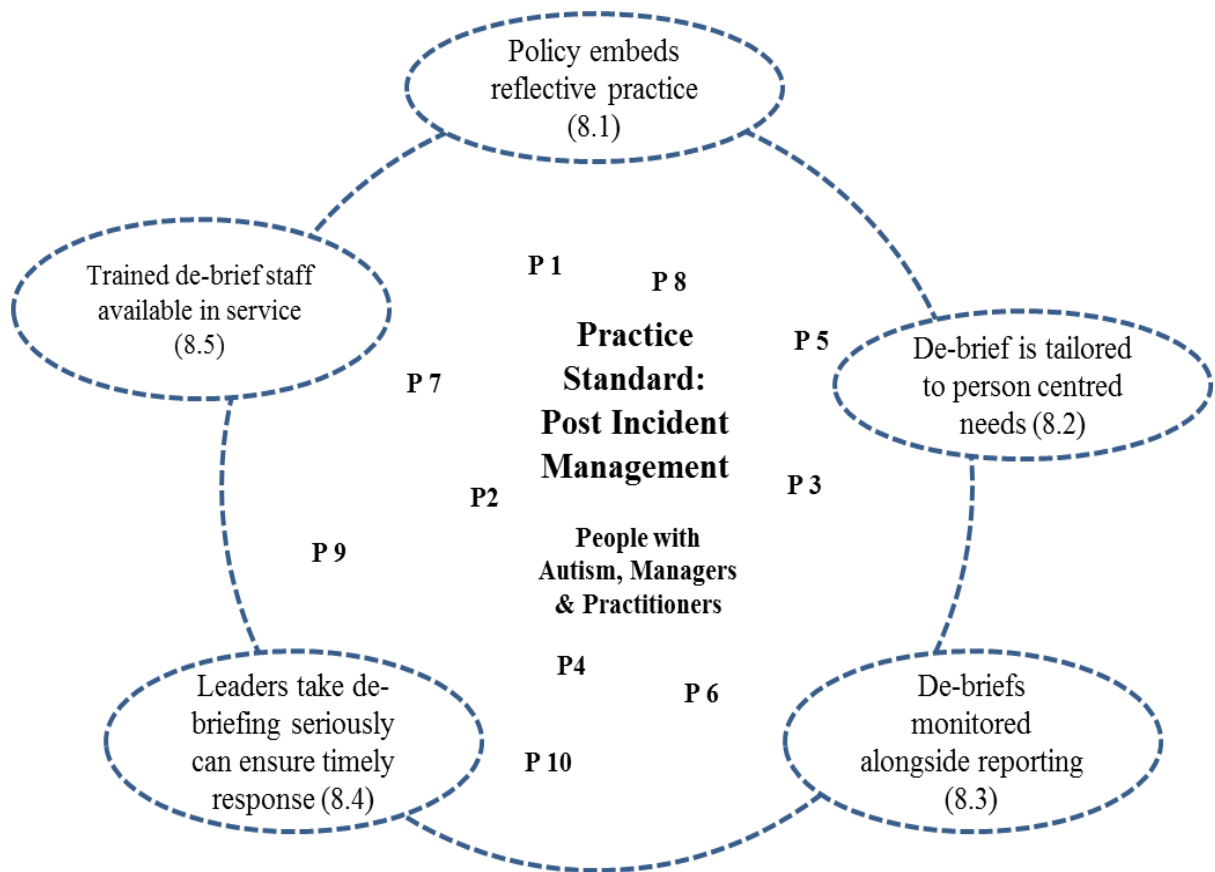 Policy embeds
reflective practice
(8.1)
Trained de-brief staff
available in service
(8.5)
P 1
P 8
P 5
P 7
Practice
Standard:
Post Incident
Management
De-brief is tailored
to person centred
needs (8.2)
P 3
P2
P 9
People with
Autism, Managers
& Practitioners
P4
P 6
Leaders take de-
briefing seriously
can ensure timely
response (8.4)
P 10
De-briefs
monitored
alongside reporting
(8.3)